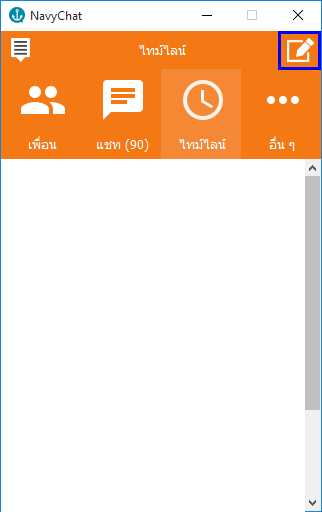 NavyChat
ไทม์ไลน์
เพื่อน
แชท (90)
ไทม์ไลน์
อื่น ๆ